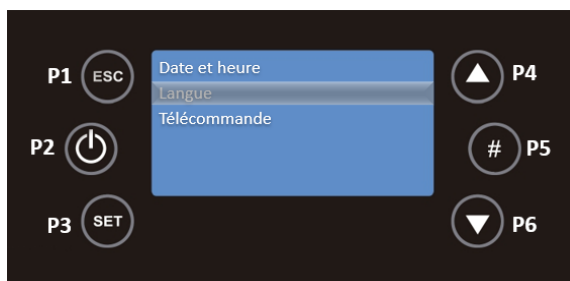 P1 ESC
Date et heure
Langue
Télécommande
P4
P2
# P5
P3 SET
P6